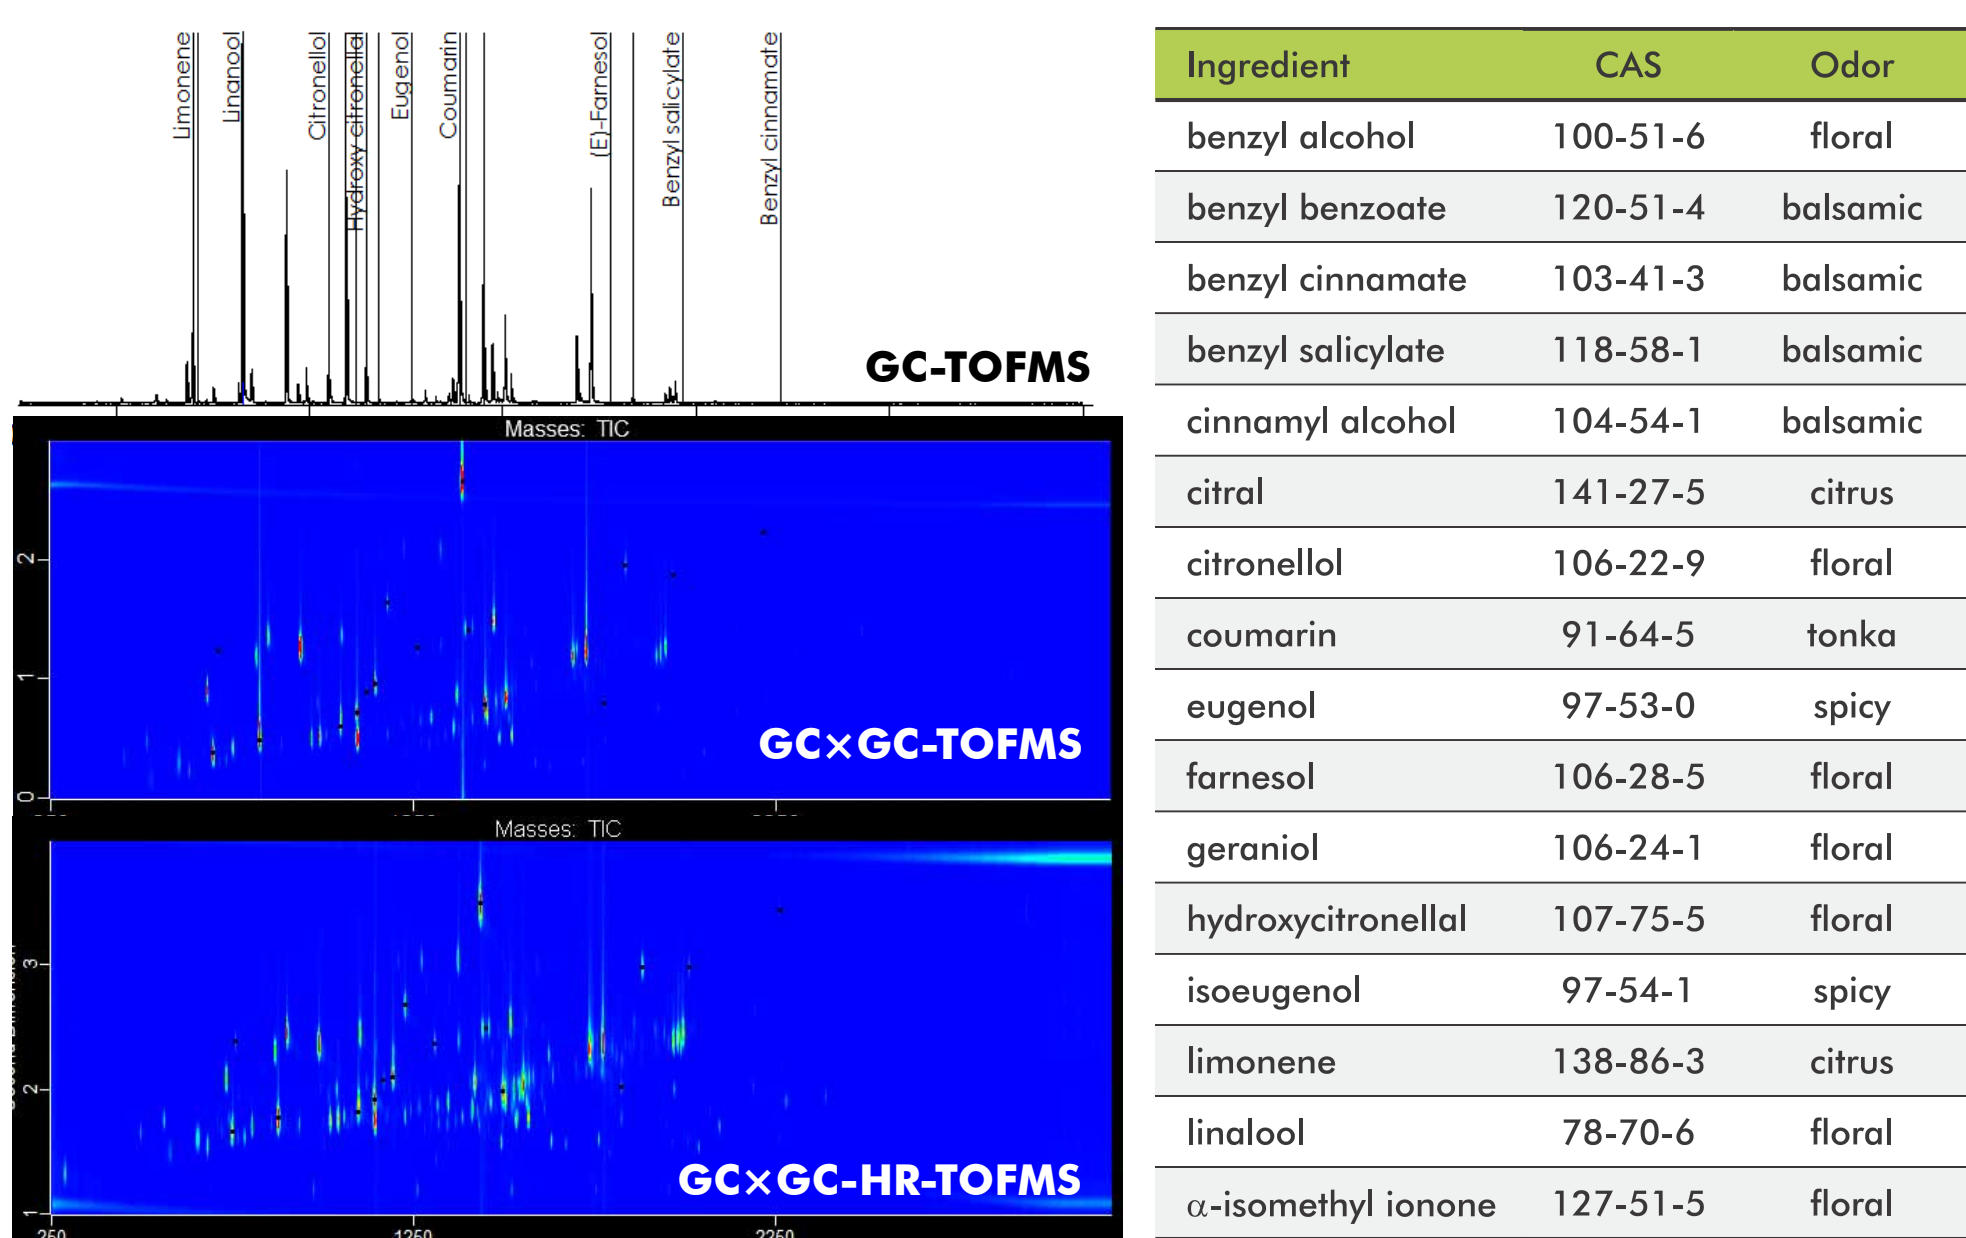 Limonene
Linanool
Citronellol
Hydroxy citronellal
Eugenol
Coumarin
(E)-Farnesol
Benzyl salicylate
Benzyl cinnamate
GC-TOFMS
Masses: TIC
2
1
0
GC×GC-TOFMS
Masses: TIC
3
2
1
GC×GC-HR-TOFMS
250 1250 2250
Ingredient CAS Odor
benzyl alcohol 100-51-6 floral
benzyl benzoate 120-51-4 balsamic
benzyl cinnamate 103-41-3 balsamic
benzyl salicylate 118-58-1 balsamic
cinnamyl alcohol 104-54-1 balsamic
citral 141-27-5 citrus
citronellol 106-22-9 floral
coumarin 91-64-5 tonka
eugenol 97-53-0 spicy
farnesol 106-28-5 floral
geraniol 106-24-1 floral
hydroxycitronellal 107-75-5 floral
isoeugenol 97-54-1 spicy
limonene 138-86-3 citrus
linalool 78-70-6 floral
α-isomethyl ionone 127-51-5 floral